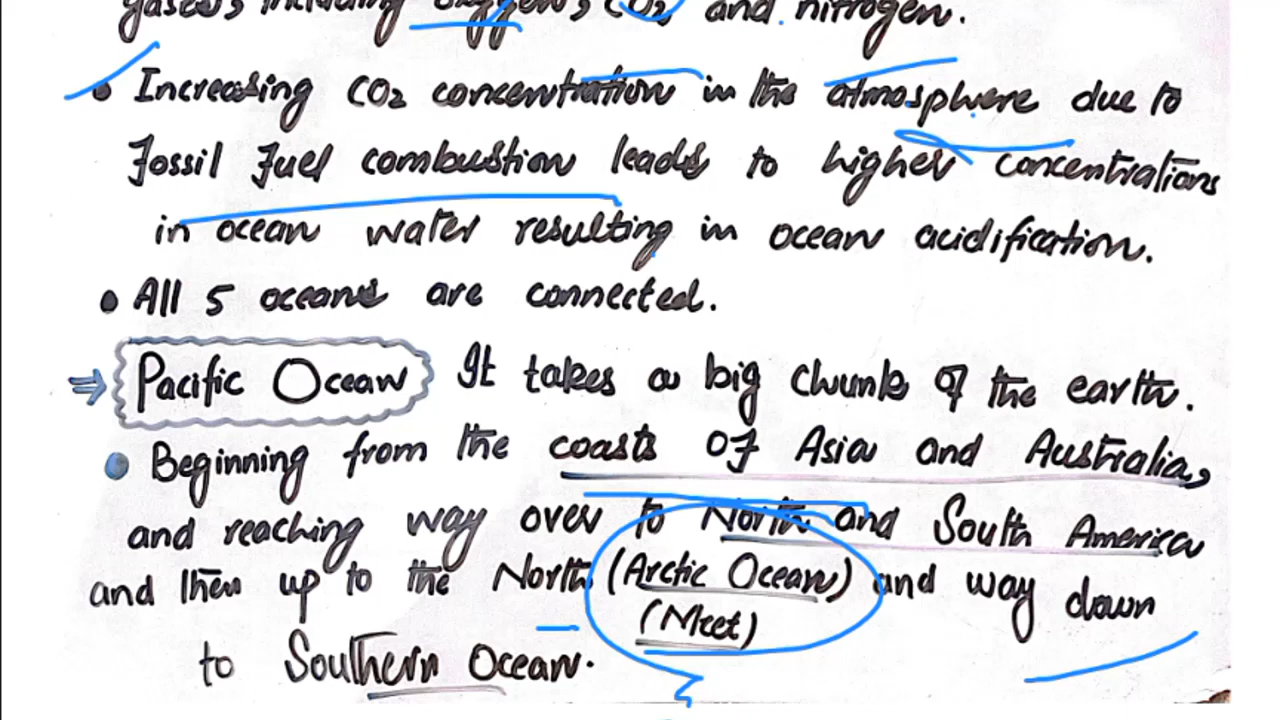 gases, including oxygen, CO2, and nitrogen.
• Increasing CO2 concentration in the atmosphere due to
Fossil Fuel combustion leads to higher concentrations
in ocean water resulting in ocean acidification.
• All 5 oceans are connected.
⇒ Pacific Ocean It takes a big chunk of the earth.
• Beginning from the coasts of Asia and Australia,
and reaching way over to North and South America
and then up to the North (Arctic Ocean) and way down
(Meet)
to Southern Ocean.